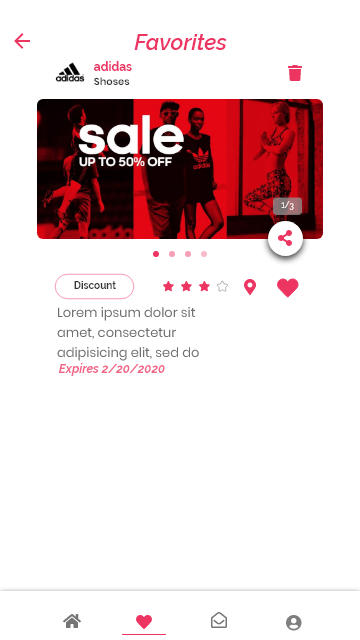 Favorites
adidas
adidas
Shoses
sale
UP TO 50% OFF
adidas
1/3
Discount
Lorem ipsum dolor sit
amet, consectetur
adipisicing elit, sed do
Expires 2/20/2020